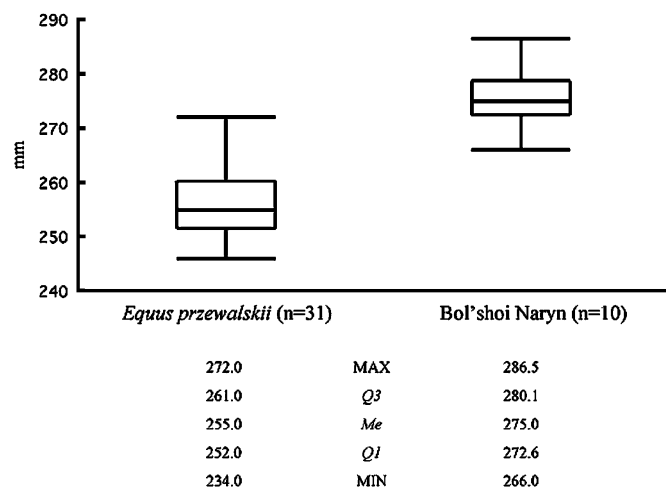 290
280
270
260
250
240
mm
Equus przewalskii (n=31) Bol'shoi Naryn (n=10)
272.0 MAX 286.5
261.0 Q3 280.1
255.0 Me 275.0
252.0 Q1 272.6
234.0 MIN 266.0